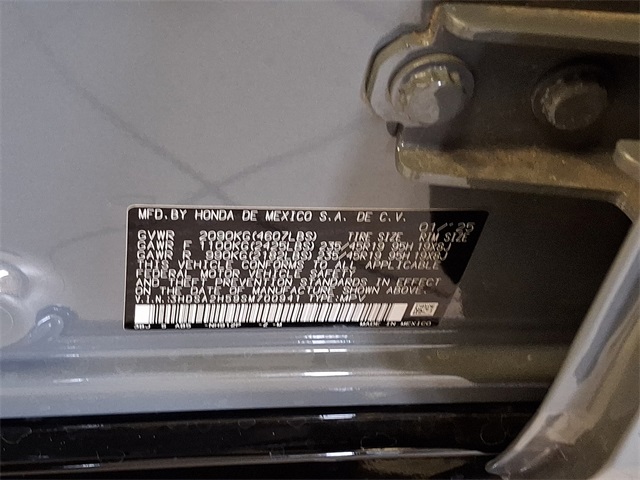 MFD.BY HONDA DE MEXICO S.A. DE C.V.
01/'25
GVWR 2090KG(4607LBS) TIRE SIZE RIM SIZE
GAWR F 1100KG(2425LBS) 235/45R19 95H 19X8J
GAWR R 990KG(2182LBS) 235/45R19 95H 19X8J
THIS VEHICLE CONFORMS TO ALL APPLICABLE
FEDERAL MOTOR VEHICLE SAFETY
AND THEFT PREVENTION STANDARDS IN EFFECT
ON THE DATE OF MANUFACTURE SHOWN ABOVE.
V.I.N. TYPE:MPV
MADE IN MEXICO